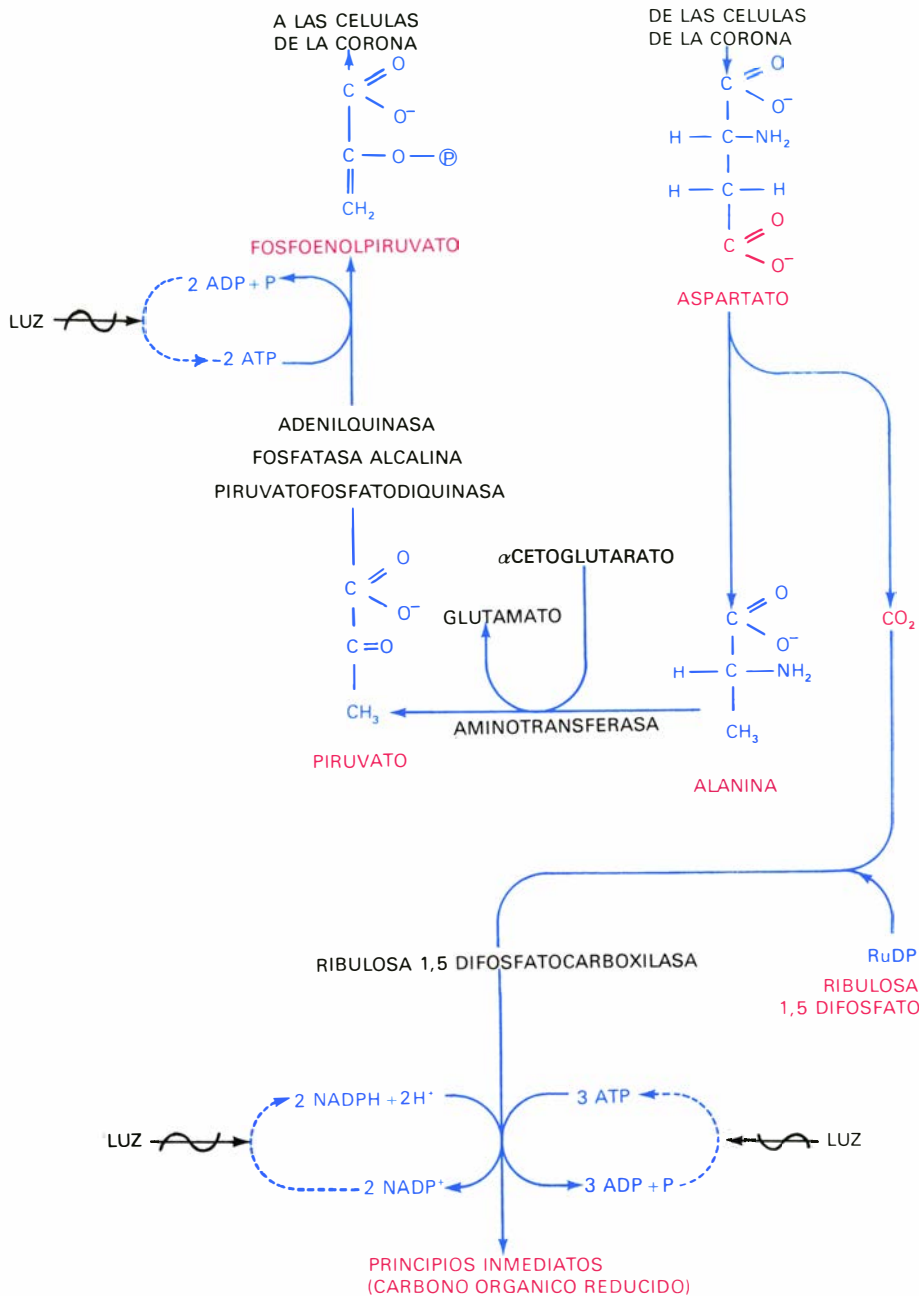 A LAS CELULAS
DE LA CORONA
C
O
O⁻
C — O — Ⓟ
CH₂
FOSFOENOLPIRUVATO
2 ADP + P
LUZ
2 ATP
ADENILQUINASA
FOSFATASA ALCALINA
PIRUVATOFOSFATODIQUINASA
C
O
O⁻
C=O
CH₃
PIRUVATO
DE LAS CELULAS
DE LA CORONA
C
O
O⁻
H — C—NH₂
H — C — H
C
O
O⁻
ASPARTATO
αCETOGLUTARATO
GLUTAMATO
AMINOTRANSFERASA
C
O
O⁻
H — C —NH₂
CH₃
ALANINA
CO₂
RuDP
RIBULOSA
1,5 DIFOSFATO
RIBULOSA 1,5 DIFOSFATOCARBOXILASA
2 NADPH +2H⁺
3 ATP
LUZ
LUZ
2 NADP⁺
3 ADP + P
PRINCIPIOS INMEDIATOS
(CARBONO ORGANICO REDUCIDO)